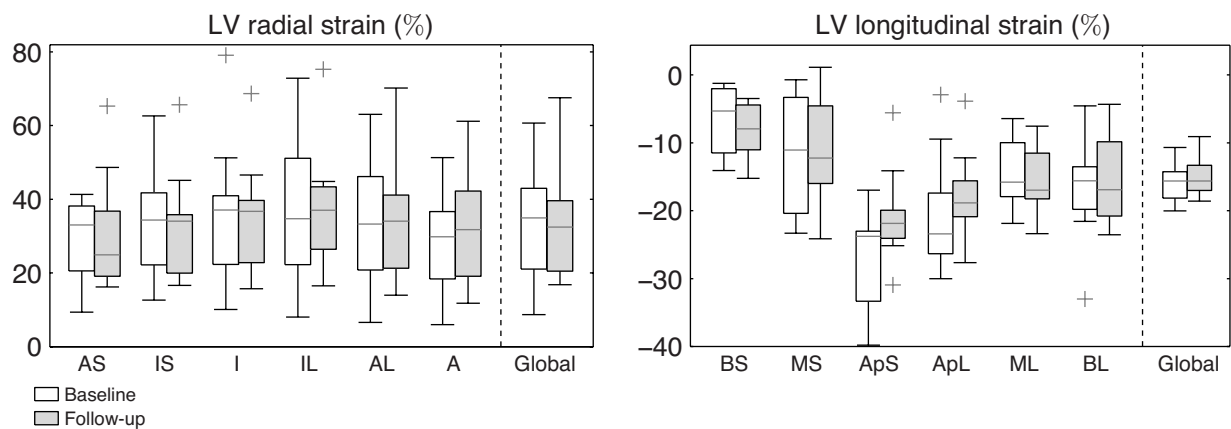 LV radial strain (%)
80
60
40
20
0
AS IS I IL AL A Global
Baseline
Follow-up
LV longitudinal strain (%)
0
−10
−20
−30
−40
BS MS ApS ApL ML BL Global